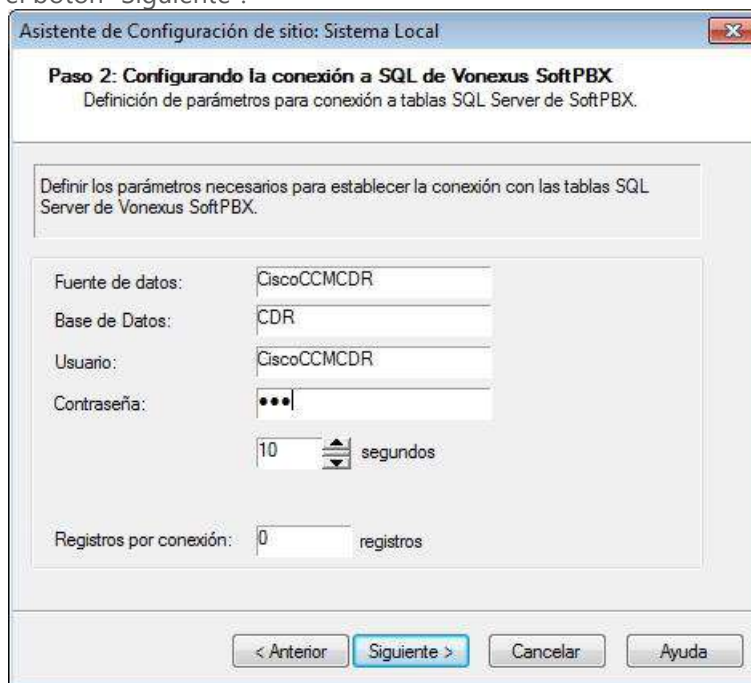 el botón "Siguiente".
Asistente de Configuración de sitio: Sistema Local
Paso 2: Configurando la conexión a SQL de Vonexus SoftPBX
Definición de parámetros para conexión a tablas SQL Server de SoftPBX.
Definir los parámetros necesarios para establecer la conexión con las tablas SQL
Server de Vonexus SoftPBX.
Fuente de datos: CiscoCCMCDR
Base de Datos: CDR
Usuario: CiscoCCMCDR
Contraseña: •••
10 segundos
Registros por conexión: 0 registros
< Anterior Siguiente > Cancelar Ayuda